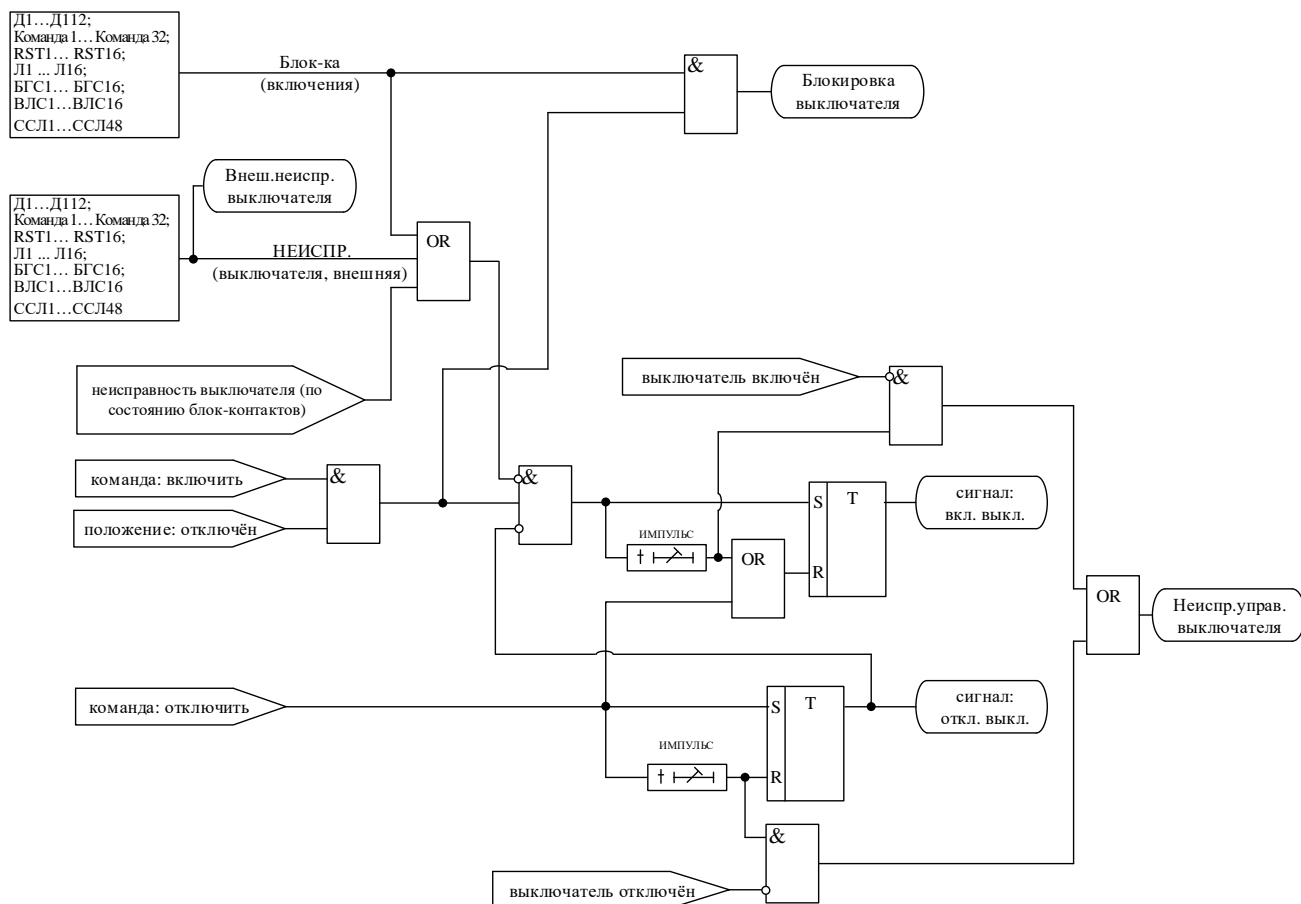 Д1…Д112;
Команда 1… Команда 32;
RST1… RST16;
Л1 ... Л16;
БГС1… БГС16;
ВЛС1…ВЛС16
ССЛ1…ССЛ48
Блок-ка
(включения)
&
Блокировка
выключателя
Внеш.неиспр.
выключателя
Д1…Д112;
Команда 1… Команда 32;
RST1… RST16;
Л1 ... Л16;
БГС1… БГС16;
ВЛС1…ВЛС16
ССЛ1…ССЛ48
НЕИСПР.
(выключателя, внешняя)
OR
неисправность выключателя (по
состоянию блок-контактов)
выключатель включён
&
команда: включить
положение: отключён
&
&
ИМПУЛЬС
OR
S
T
R
сигнал:
вкл. выкл.
OR
Неиспр.управ.
выключателя
команда: отключить
ИМПУЛЬС
S
T
R
сигнал:
откл. выкл.
&
выключатель отключён